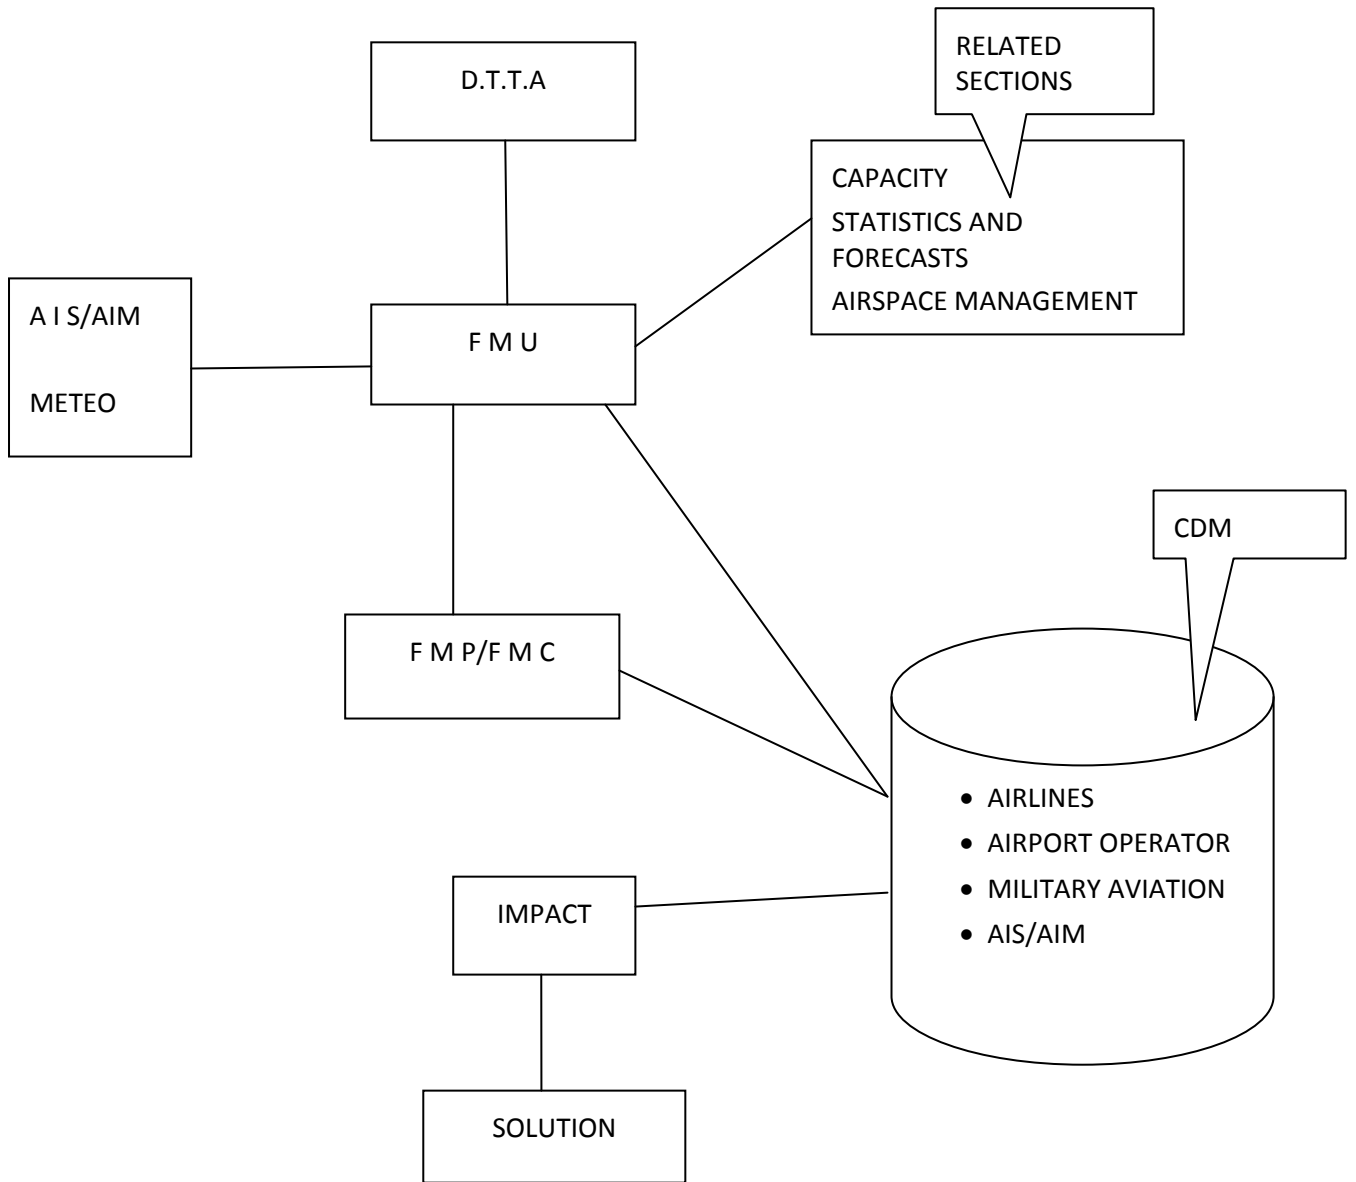 RELATED
SECTIONS
D.T.T.A
CAPACITY
STATISTICS AND
FORECASTS
AIRSPACE MANAGEMENT
A I S/AIM
METEO
F M U
CDM
F M P/F M C
• AIRLINES
• AIRPORT OPERATOR
• MILITARY AVIATION
• AIS/AIM
IMPACT
SOLUTION